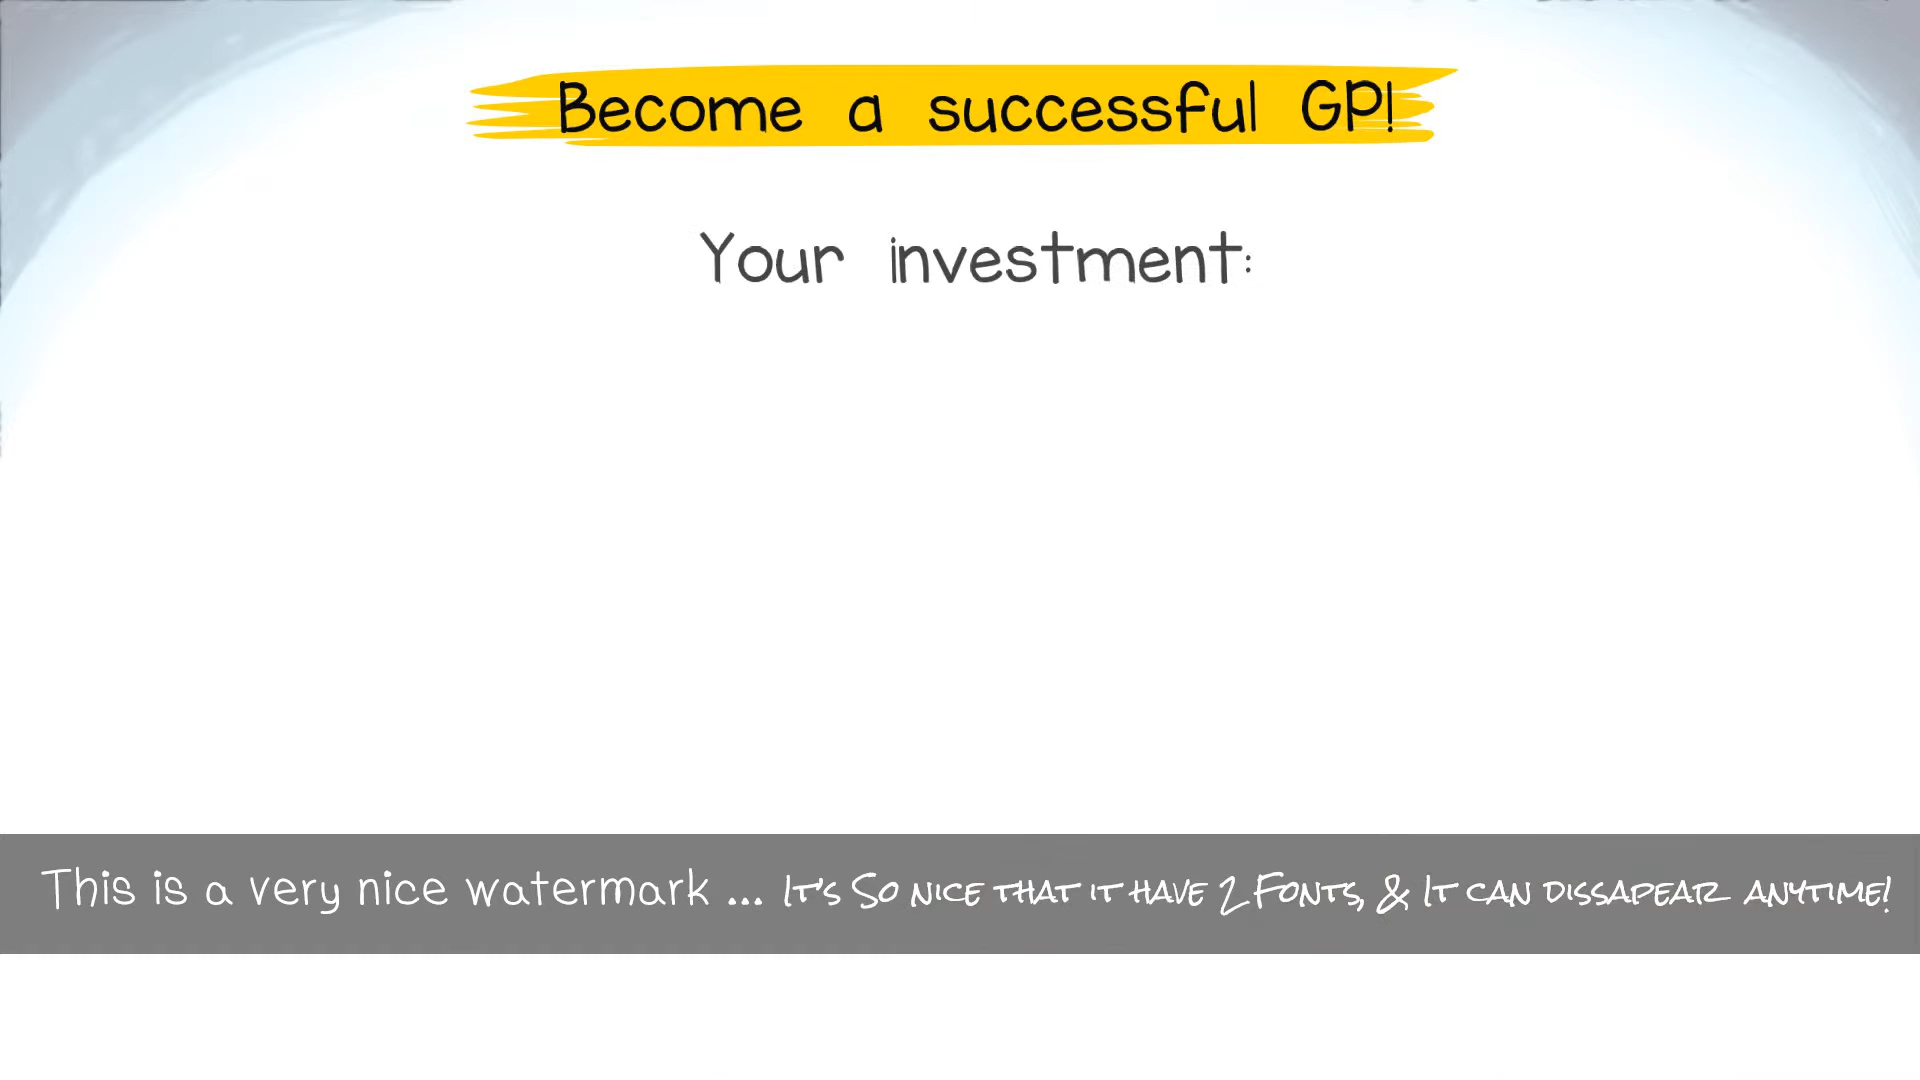 Become a successful GP!
Your investment:
This is a very nice watermark ... It's So nice that it have 2 Fonts, & It can dissapear anytime!